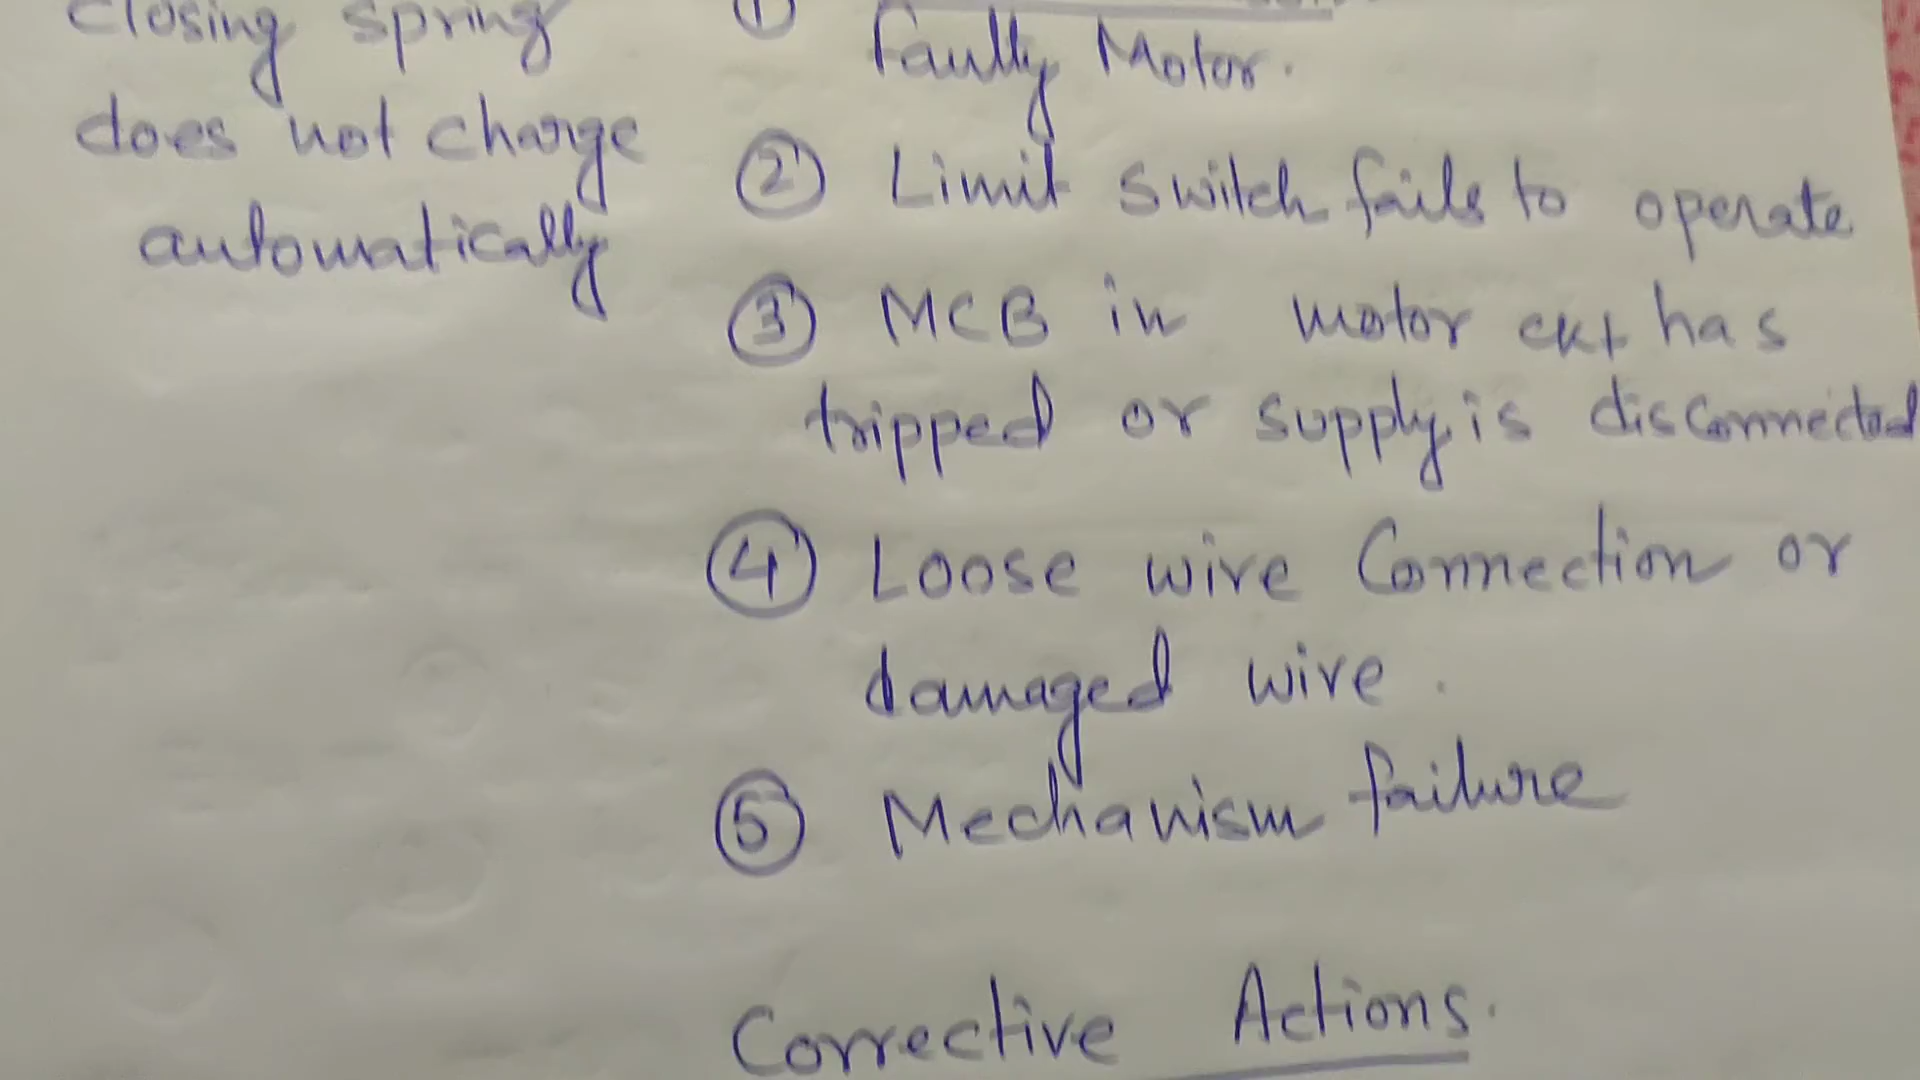 closing spring
does not charge
automatically
① Faulty Motor.
② Limit switch fails to operate
③ MCB in motor ckt has
tripped or supply is disconnected
④ Loose wire Connection or
damaged wire.
⑤ Mechanism failure
Corrective Actions.